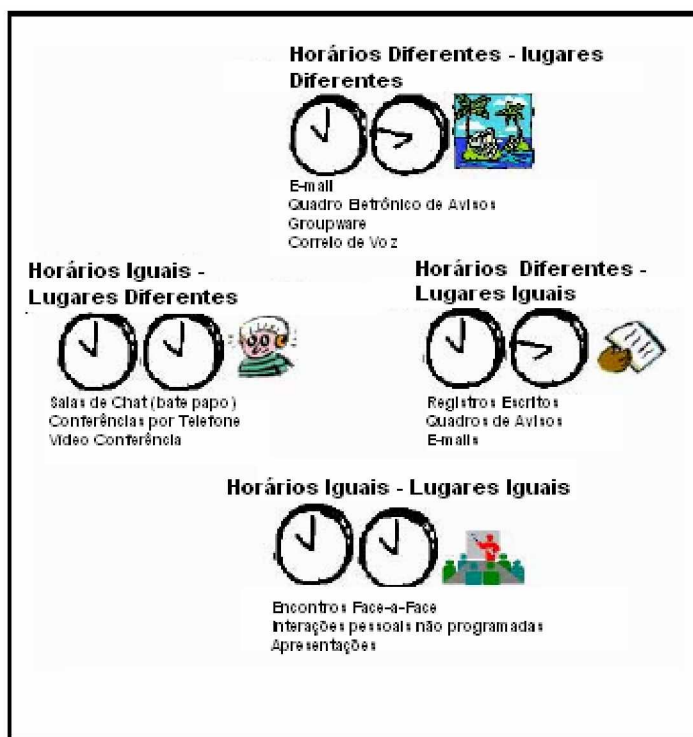 Horários Diferentes - lugares
Diferentes
E-mail
Quadro Eletrônico de Avisos
Groupware
Correio de Voz
Horários Iguais -
Lugares Diferentes
Salas de Chat (bate papo)
Conferências por Telefone
Vídeo Conferência
Horários Diferentes -
Lugares Iguais
Registros Escritos
Quadros de Avisos
E-mails
Horários Iguais - Lugares Iguais
Encontros Face-a-Face
Interações pessoais não programadas
Apresentações